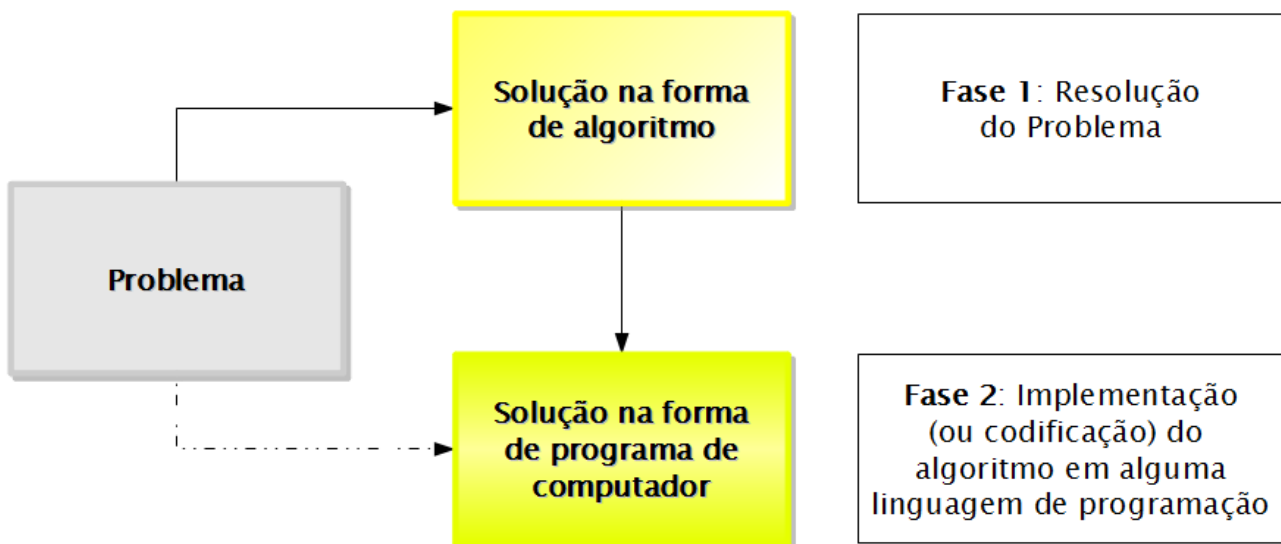 Solução na forma
de algoritmo
Fase 1: Resolução
do Problema
Problema
Solução na forma
de programa de
computador
Fase 2: Implementação
(ou codificação) do
algoritmo em alguma
linguagem de programação